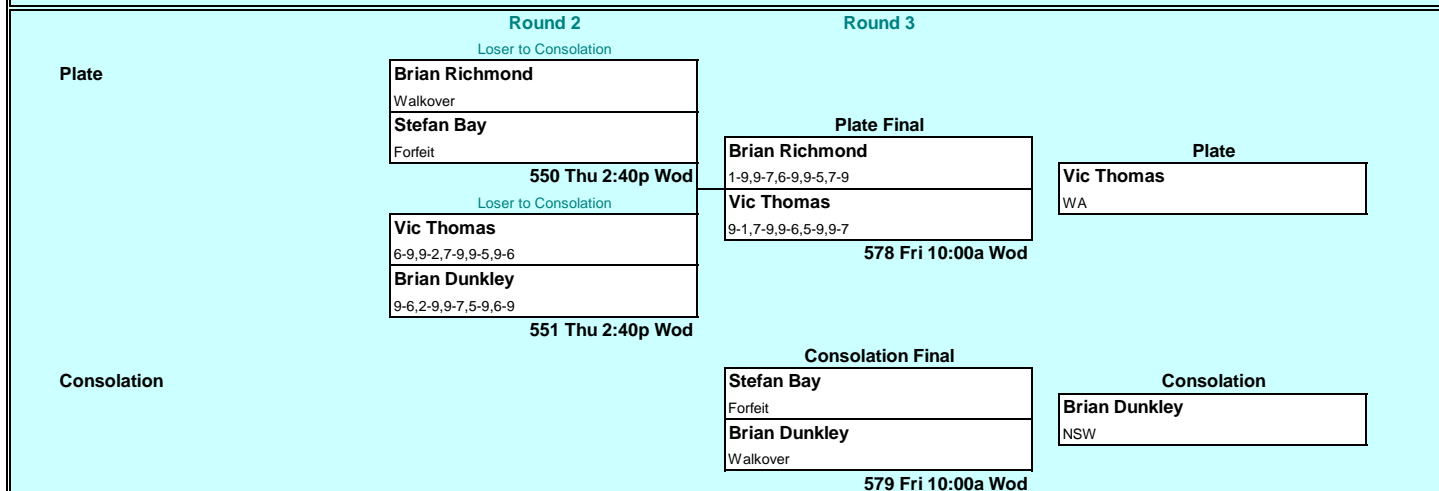 Round 2 Round 3
Loser to Consolation
Plate Brian Richmond
Walkover
Stefan Bay Plate Final
Forfeit Brian Richmond Plate
550 Thu 2:40p Wod 1-9,9-7,6-9,9-5,7-9 Vic Thomas
Loser to Consolation Vic Thomas WA
Vic Thomas 9-1,7-9,9-6,5-9,9-7
6-9,9-2,7-9,9-5,9-6 578 Fri 10:00a Wod
Brian Dunkley
9-6,2-9,9-7,5-9,6-9
551 Thu 2:40p Wod
Consolation Final
Consolation Stefan Bay Consolation
Forfeit Brian Dunkley
Brian Dunkley NSW
Walkover
579 Fri 10:00a Wod